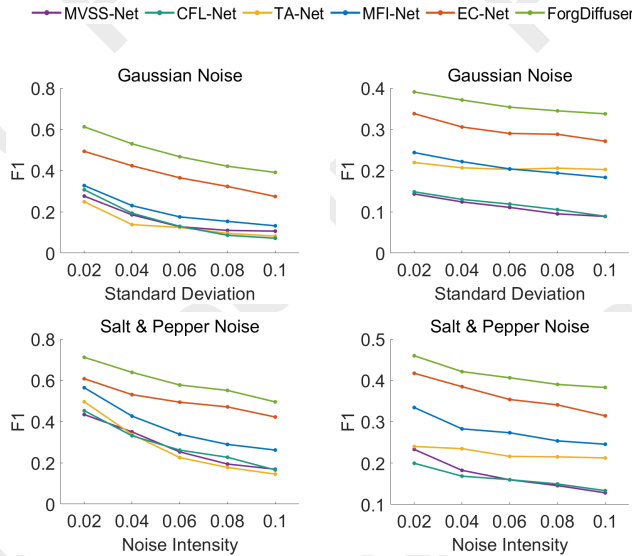 MVSS-Net CFL-Net TA-Net MFI-Net EC-Net ForgDiffuser
Gaussian Noise
0.8
0.6
0.4
0.2
0
F1
0.02 0.04 0.06 0.08 0.1
Standard Deviation
Gaussian Noise
0.4
0.3
0.2
0.1
0
F1
0.02 0.04 0.06 0.08 0.1
Standard Deviation
Salt & Pepper Noise
0.8
0.6
0.4
0.2
0
F1
0.02 0.04 0.06 0.08 0.1
Noise Intensity
Salt & Pepper Noise
0.5
0.4
0.3
0.2
0.1
F1
0.02 0.04 0.06 0.08 0.1
Noise Intensity